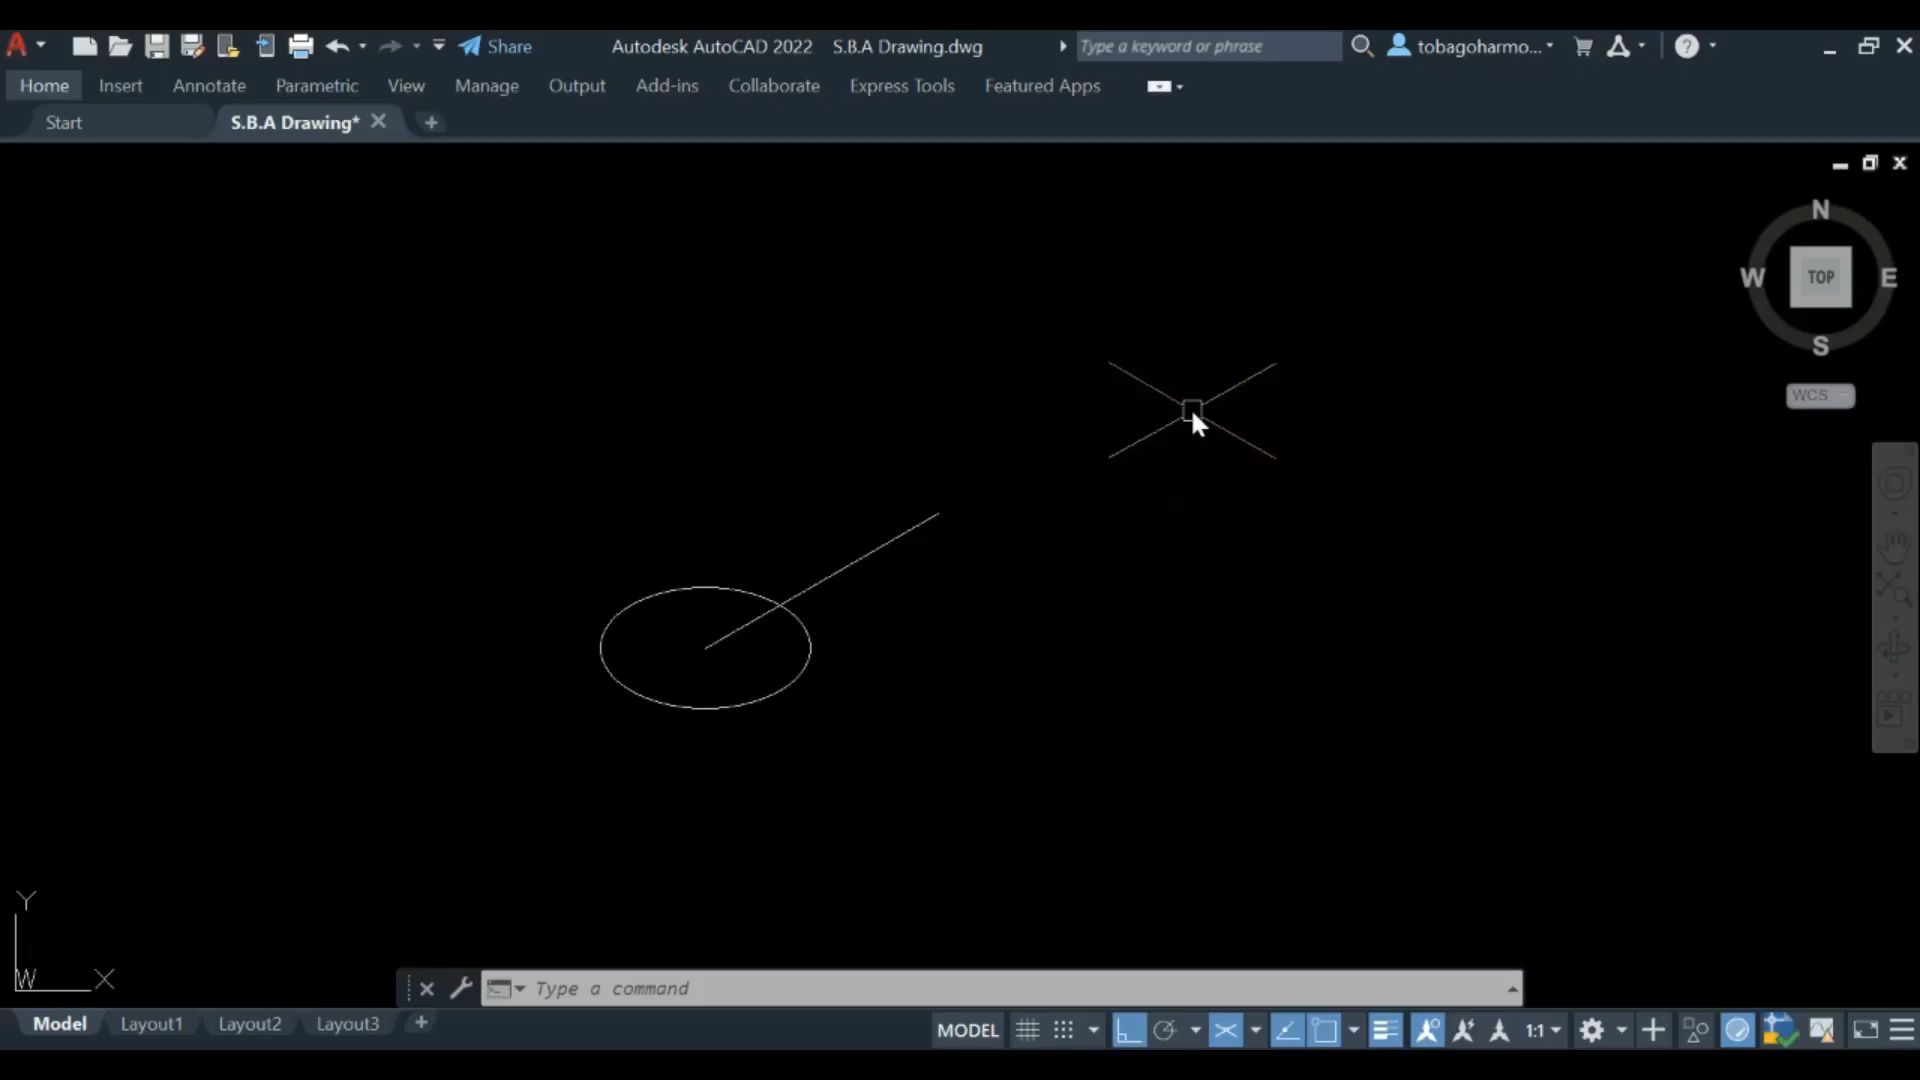 A Share Autodesk AutoCAD 2022 S.B.A Drawing.dwg Type a keyword or phrase tobagoharmo... ?
Home Insert Annotate Parametric View Manage Output Add-ins Collaborate Express Tools Featured Apps
Start S.B.A Drawing*
N
W TOP E
S
WCS
Y
W X
Type a command
Model Layout1 Layout2 Layout3 MODEL 1:1